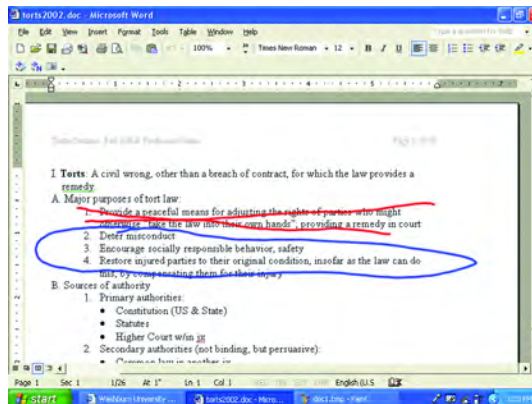 torts2002.doc - Microsoft Word
File Edit View Insert Format Tools Table Window Help
100% Times New Roman 12 B I U
I Torts: A civil wrong, other than a breach of contract, for which the law provides a
remedy.
A. Major purposes of tort law:
1. Provide a peaceful means for adjusting the rights of parties who might
otherwise "take the law into their own hands", providing a remedy in court
2. Deter misconduct
3. Encourage socially responsible behavior, safety
4. Restore injured parties to their original condition, insofar as the law can do
this, by compensating them for their injury
B. Sources of authority
1. Primary authorities:
• Constitution (US & State)
• Statutes
• Higher Court w/in jx
2. Secondary authorities (not binding, but persuasive):
• Common law in another jx
Page 1 Sec 1 1/26 At 1" Ln 1 Col 1 English (U.S
start Washburn University ... torts2002.doc - Micro... doc1.bmp - Paint